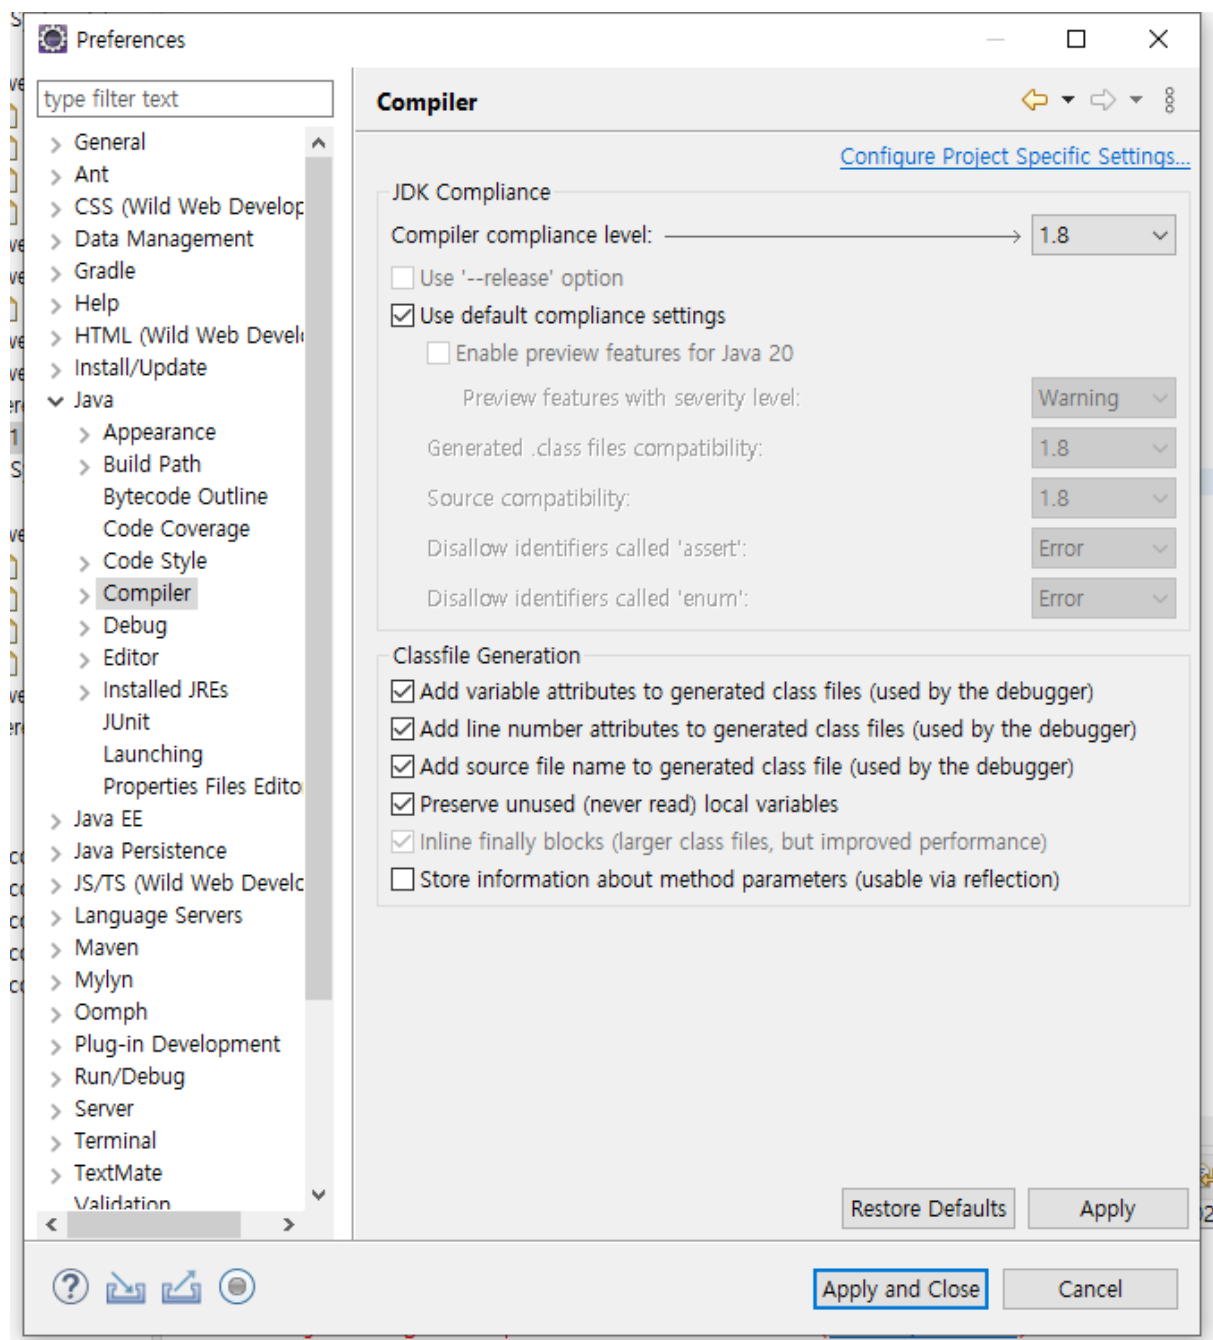 Preferences
type filter text
General
Ant
CSS (Wild Web Develop
Data Management
Gradle
Help
HTML (Wild Web Devel
Install/Update
Java
Appearance
Build Path
Bytecode Outline
Code Coverage
Code Style
Compiler
Debug
Editor
Installed JREs
JUnit
Launching
Properties Files Edito
Java EE
Java Persistence
JS/TS (Wild Web Develo
Language Servers
Maven
Mylyn
Oomph
Plug-in Development
Run/Debug
Server
Terminal
TextMate
Validation
Compiler
Configure Project Specific Settings...
JDK Compliance
Compiler compliance level: 1.8
Use '--release' option
Use default compliance settings
Enable preview features for Java 20
Preview features with severity level: Warning
Generated .class files compatibility: 1.8
Source compatibility: 1.8
Disallow identifiers called 'assert': Error
Disallow identifiers called 'enum': Error
Classfile Generation
Add variable attributes to generated class files (used by the debugger)
Add line number attributes to generated class files (used by the debugger)
Add source file name to generated class file (used by the debugger)
Preserve unused (never read) local variables
Inline finally blocks (larger class files, but improved performance)
Store information about method parameters (usable via reflection)
Restore Defaults Apply
Apply and Close Cancel